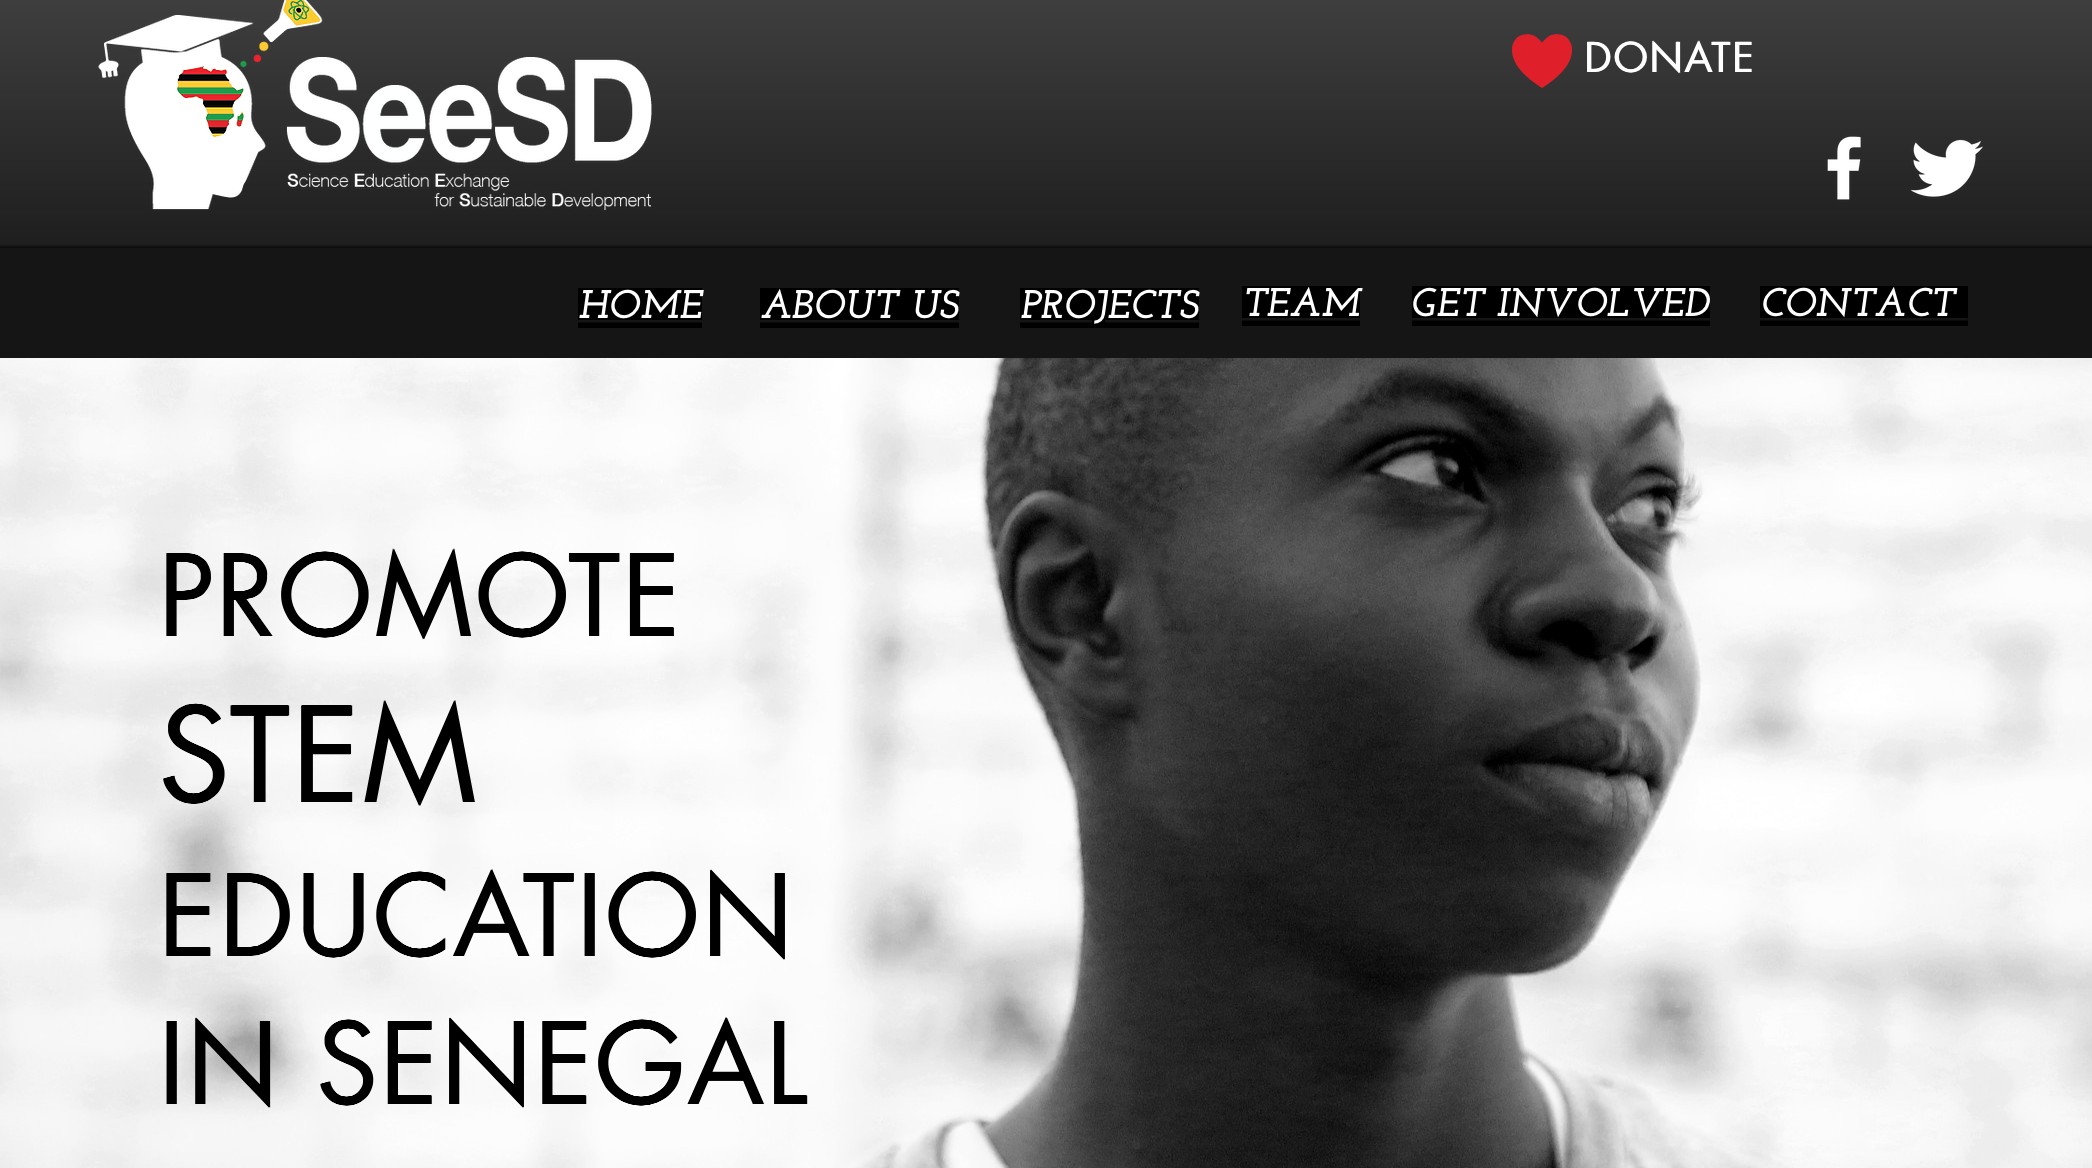 SeeSD
Science Education Exchange
for Sustainable Development
DONATE
HOME ABOUT US PROJECTS TEAM GET INVOLVED CONTACT
PROMOTE
STEM
EDUCATION
IN SENEGAL